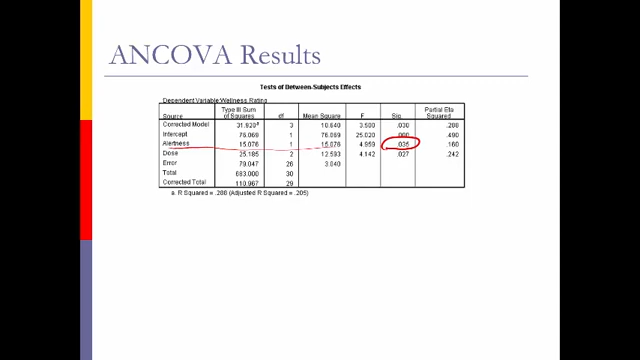 ANCOVA Results
Tests of Between-Subjects Effects
Dependent Variable:Wellness Rating
Source Type III Sum of Squares df Mean Square F Sig. Partial Eta Squared
Corrected Model 31.920ª 3 10.640 3.500 .030 .288
Intercept 76.069 1 76.069 25.020 .000 .490
Alertness 15.076 1 15.076 4.959 .035 .160
Dose 25.185 2 12.593 4.142 .027 .242
Error 79.047 26 3.040
Total 683.000 30
Corrected Total 110.967 29
a. R Squared = .288 (Adjusted R Squared = .205)